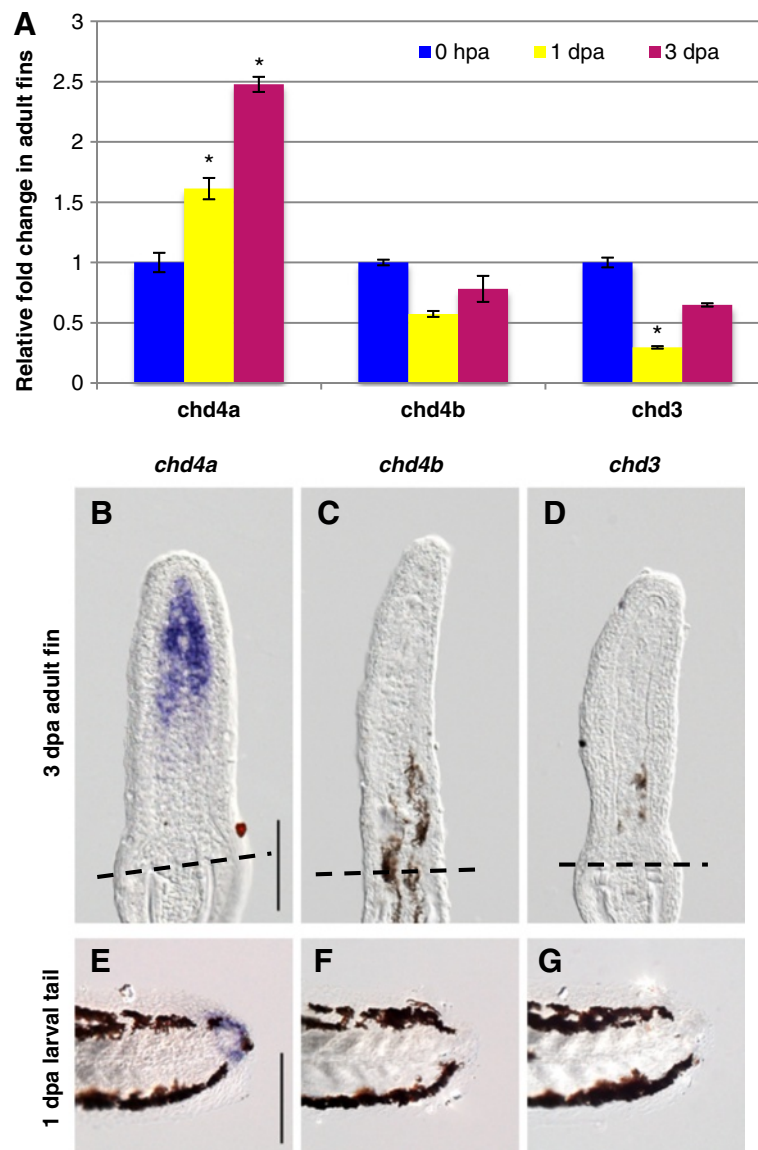 A
Relative fold change in adult fins
3
2.5
2
1.5
1
0.5
0
0 hpa 1 dpa 3 dpa
* * *
chd4a chd4b chd3
chd4a chd4b chd3
3 dpa adult fin
B C D
1 dpa larval tail
E F G